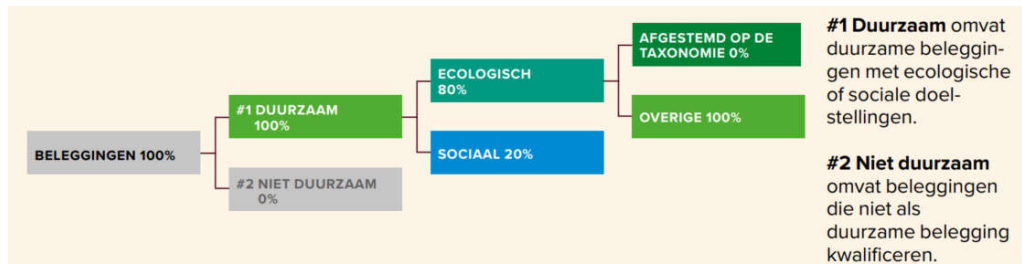 BELEGGINGEN 100%
#1 DUURZAAM
100%
#2 NIET DUURZAAM
0%
ECOLOGISCH
80%
SOCIAAL 20%
AFGESTEMD OP DE
TAXONOMIE 0%
OVERIGE 100%
#1 Duurzaam omvat
duurzame beleggin-
gen met ecologische
of sociale doel-
stellingen.
#2 Niet duurzaam
omvat beleggingen
die niet als
duurzame belegging
kwalificeren.